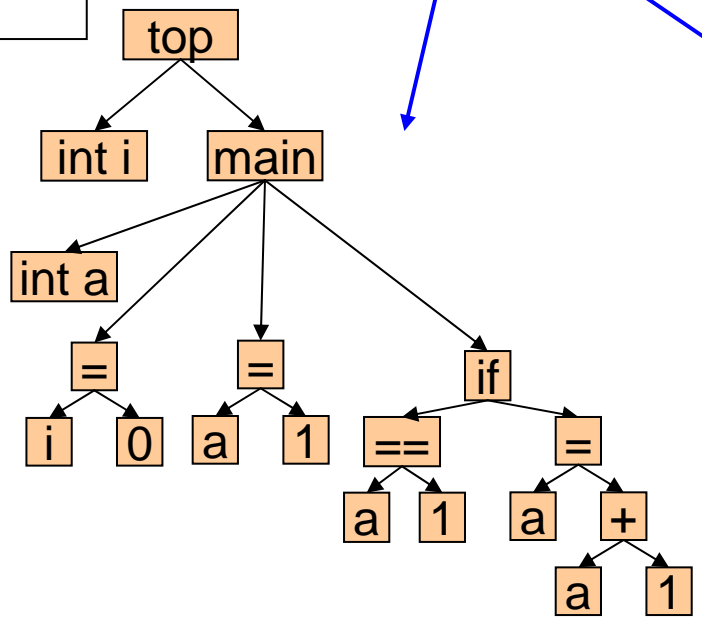 top
int i
main
int a
=
=
if
i
0
a
1
==
=
a
1
a
+
a
1